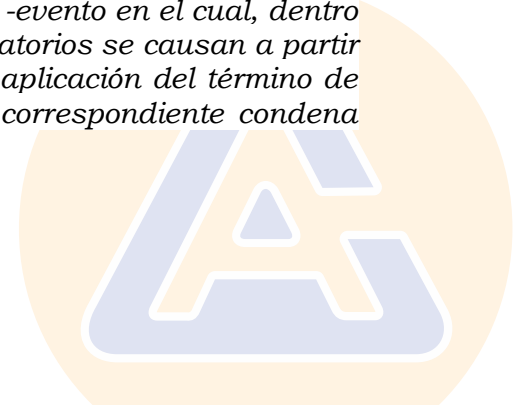 -evento en el cual, dentro
atorios se causan a partir
aplicación del término de
correspondiente condena